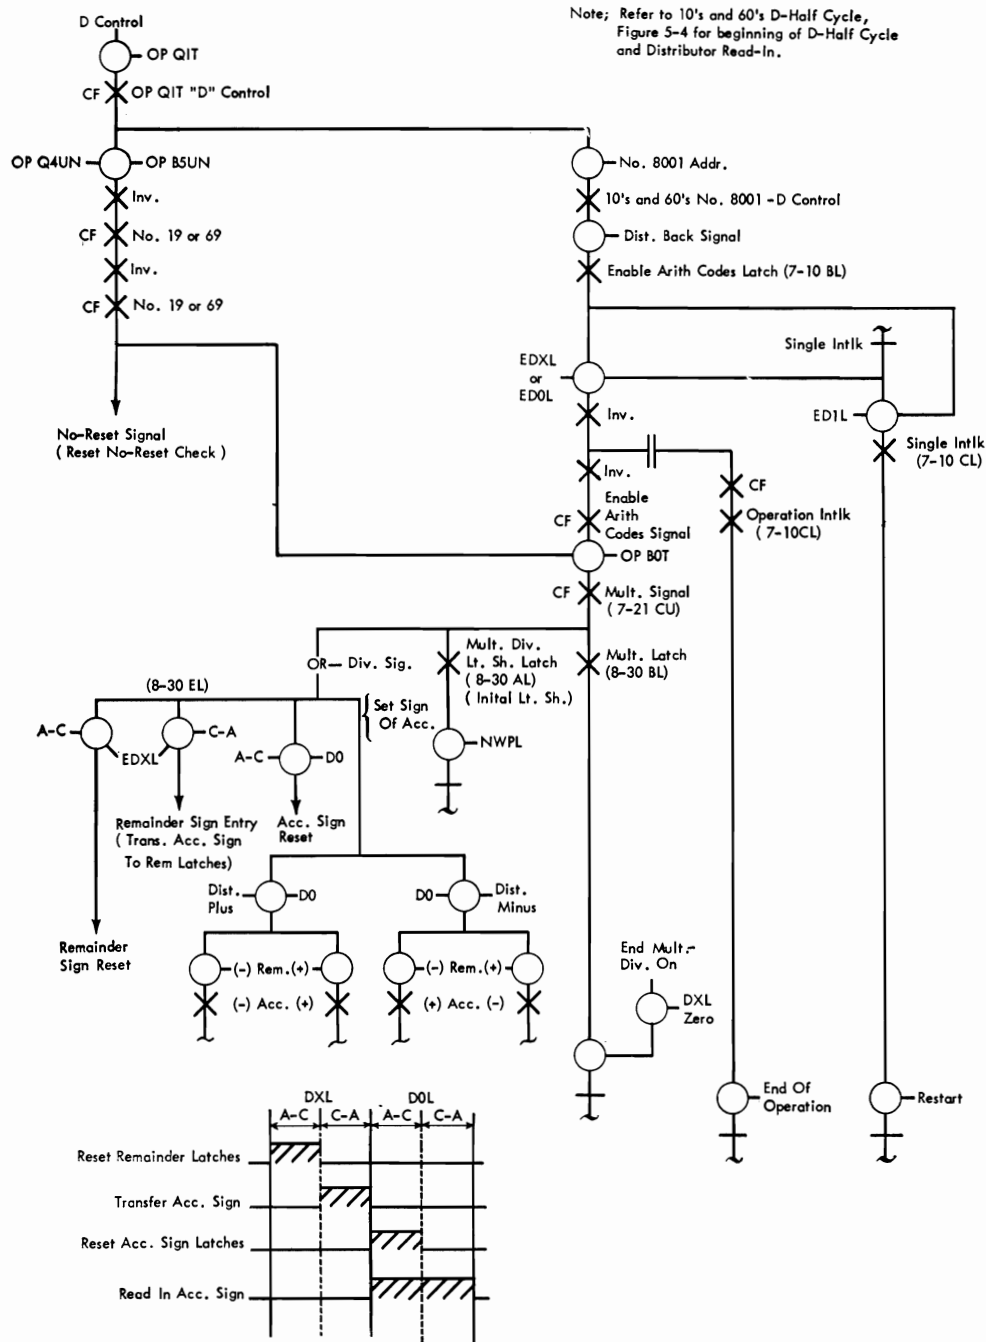 D Control
Note; Refer to 10's and 60's D-Half Cycle,
Figure 5-4 for beginning of D-Half Cycle
and Distributor Read-In.
OP QIT
CF
OP QIT "D" Control
OP Q4UN
OP B5UN
No. 8001 Addr.
Inv.
10's and 60's No. 8001 -D Control
CF
No. 19 or 69
Dist. Back Signal
Inv.
Enable Arith Codes Latch (7-10 BL)
CF
No. 19 or 69
Single Intlk
EDXL
or
ED0L
ED1L
Inv.
No-Reset Signal
( Reset No-Reset Check )
Single Intlk
(7-10 CL)
Inv.
CF
Enable
Arith
Codes Signal
CF
Operation Intlk
( 7-10CL)
OP B0T
CF
Mult. Signal
( 7-21 CU)
OR
Div. Sig.
Mult. Div.
Lt. Sh. Latch
( 8-30 AL)
( Inital Lt. Sh.)
Mult. Latch
(8-30 BL)
(8-30 EL)
Set Sign
Of Acc.
A-C
EDXL
C-A
A-C
D0
NWPL
Remainder Sign Entry
( Trans. Acc. Sign
To Rem Latches)
Acc. Sign
Reset
Dist.
Plus
D0
D0
Dist.
Minus
Remainder
Sign Reset
(-) Rem.(+)
(-) Rem.(+)
(-) Acc. (+)
(+) Acc. (-)
End Mult.-
Div. On
DXL
Zero
End Of
Operation
Restart
DXL
D0L
A-C
C-A
A-C
C-A
Reset Remainder Latches
Transfer Acc. Sign
Reset Acc. Sign Latches
Read In Acc. Sign